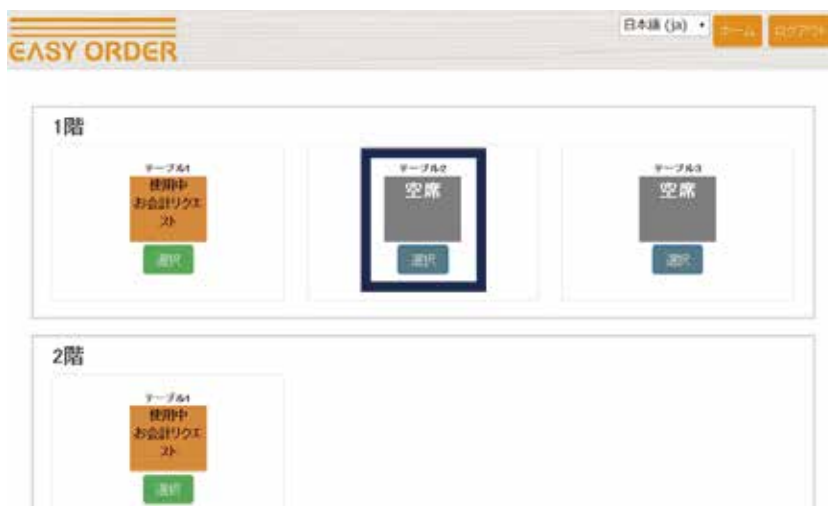 日本語 (ja)
ホーム
ログアウト
EASY ORDER
1階
テーブル1
使用中
お会計リクエ
スト
選択
テーブル2
空席
選択
テーブル3
空席
選択
2階
テーブル1
使用中
お会計リクエ
スト
選択